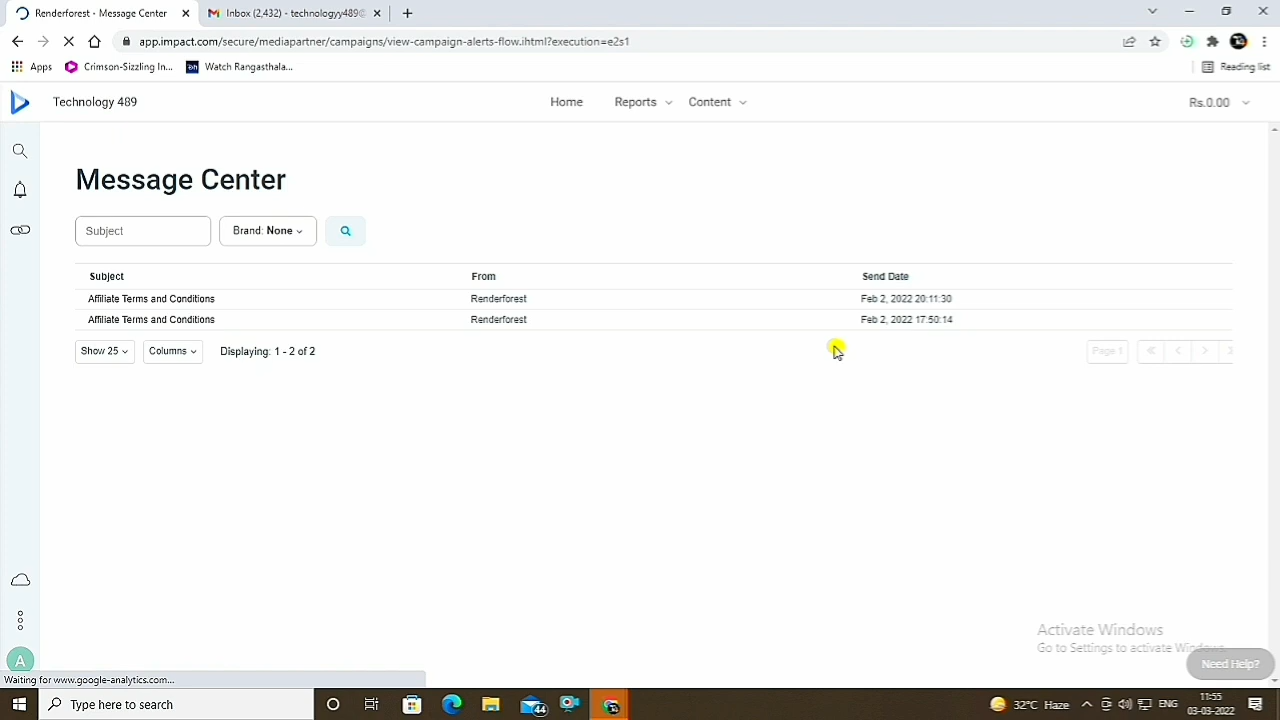 Renderforest - Message Center
Inbox (2,432) - technologyy489@
app.impact.com/secure/mediapartner/campaigns/view-campaign-alerts-flow.ihtml?execution=e2s1
Apps
Crimson-Sizzling In...
Watch Rangasthala...
Reading list
Technology 489
Home
Reports
Content
Rs.0.00
Message Center
Subject
Brand: None
Subject From Send Date
Affiliate Terms and Conditions Renderforest Feb 2, 2022 20:11:30
Affiliate Terms and Conditions Renderforest Feb 2, 2022 17:50:14
Show 25
Columns
Displaying: 1 - 2 of 2
Page 1
Activate Windows
Go to Settings to activate Windows.
Need Help?
A
Waiting for www.google-analytics.com...
Type here to search
44
32°C Haze
ENG
11:55
03-03-2022